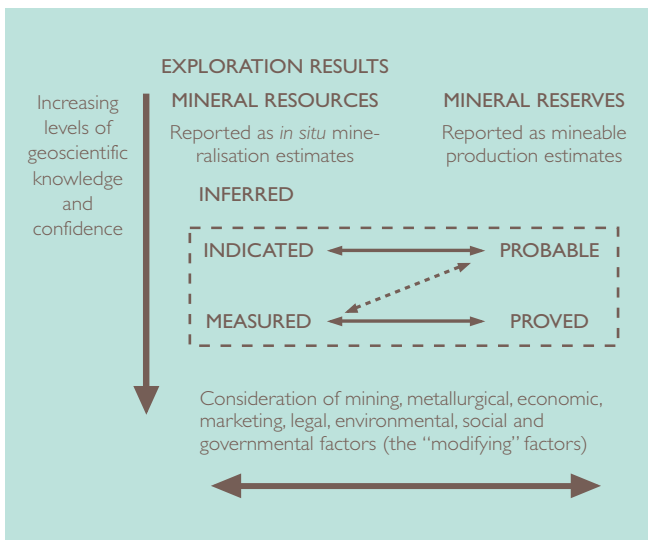 EXPLORATION RESULTS
Increasing
levels of
geoscientific
knowledge
and
confidence
MINERAL RESOURCES
Reported as in situ mine-
ralisation estimates
MINERAL RESERVES
Reported as mineable
production estimates
INFERRED
INDICATED
PROBABLE
MEASURED
PROVED
Consideration of mining, metallurgical, economic,
marketing, legal, environmental, social and
governmental factors (the “modifying” factors)